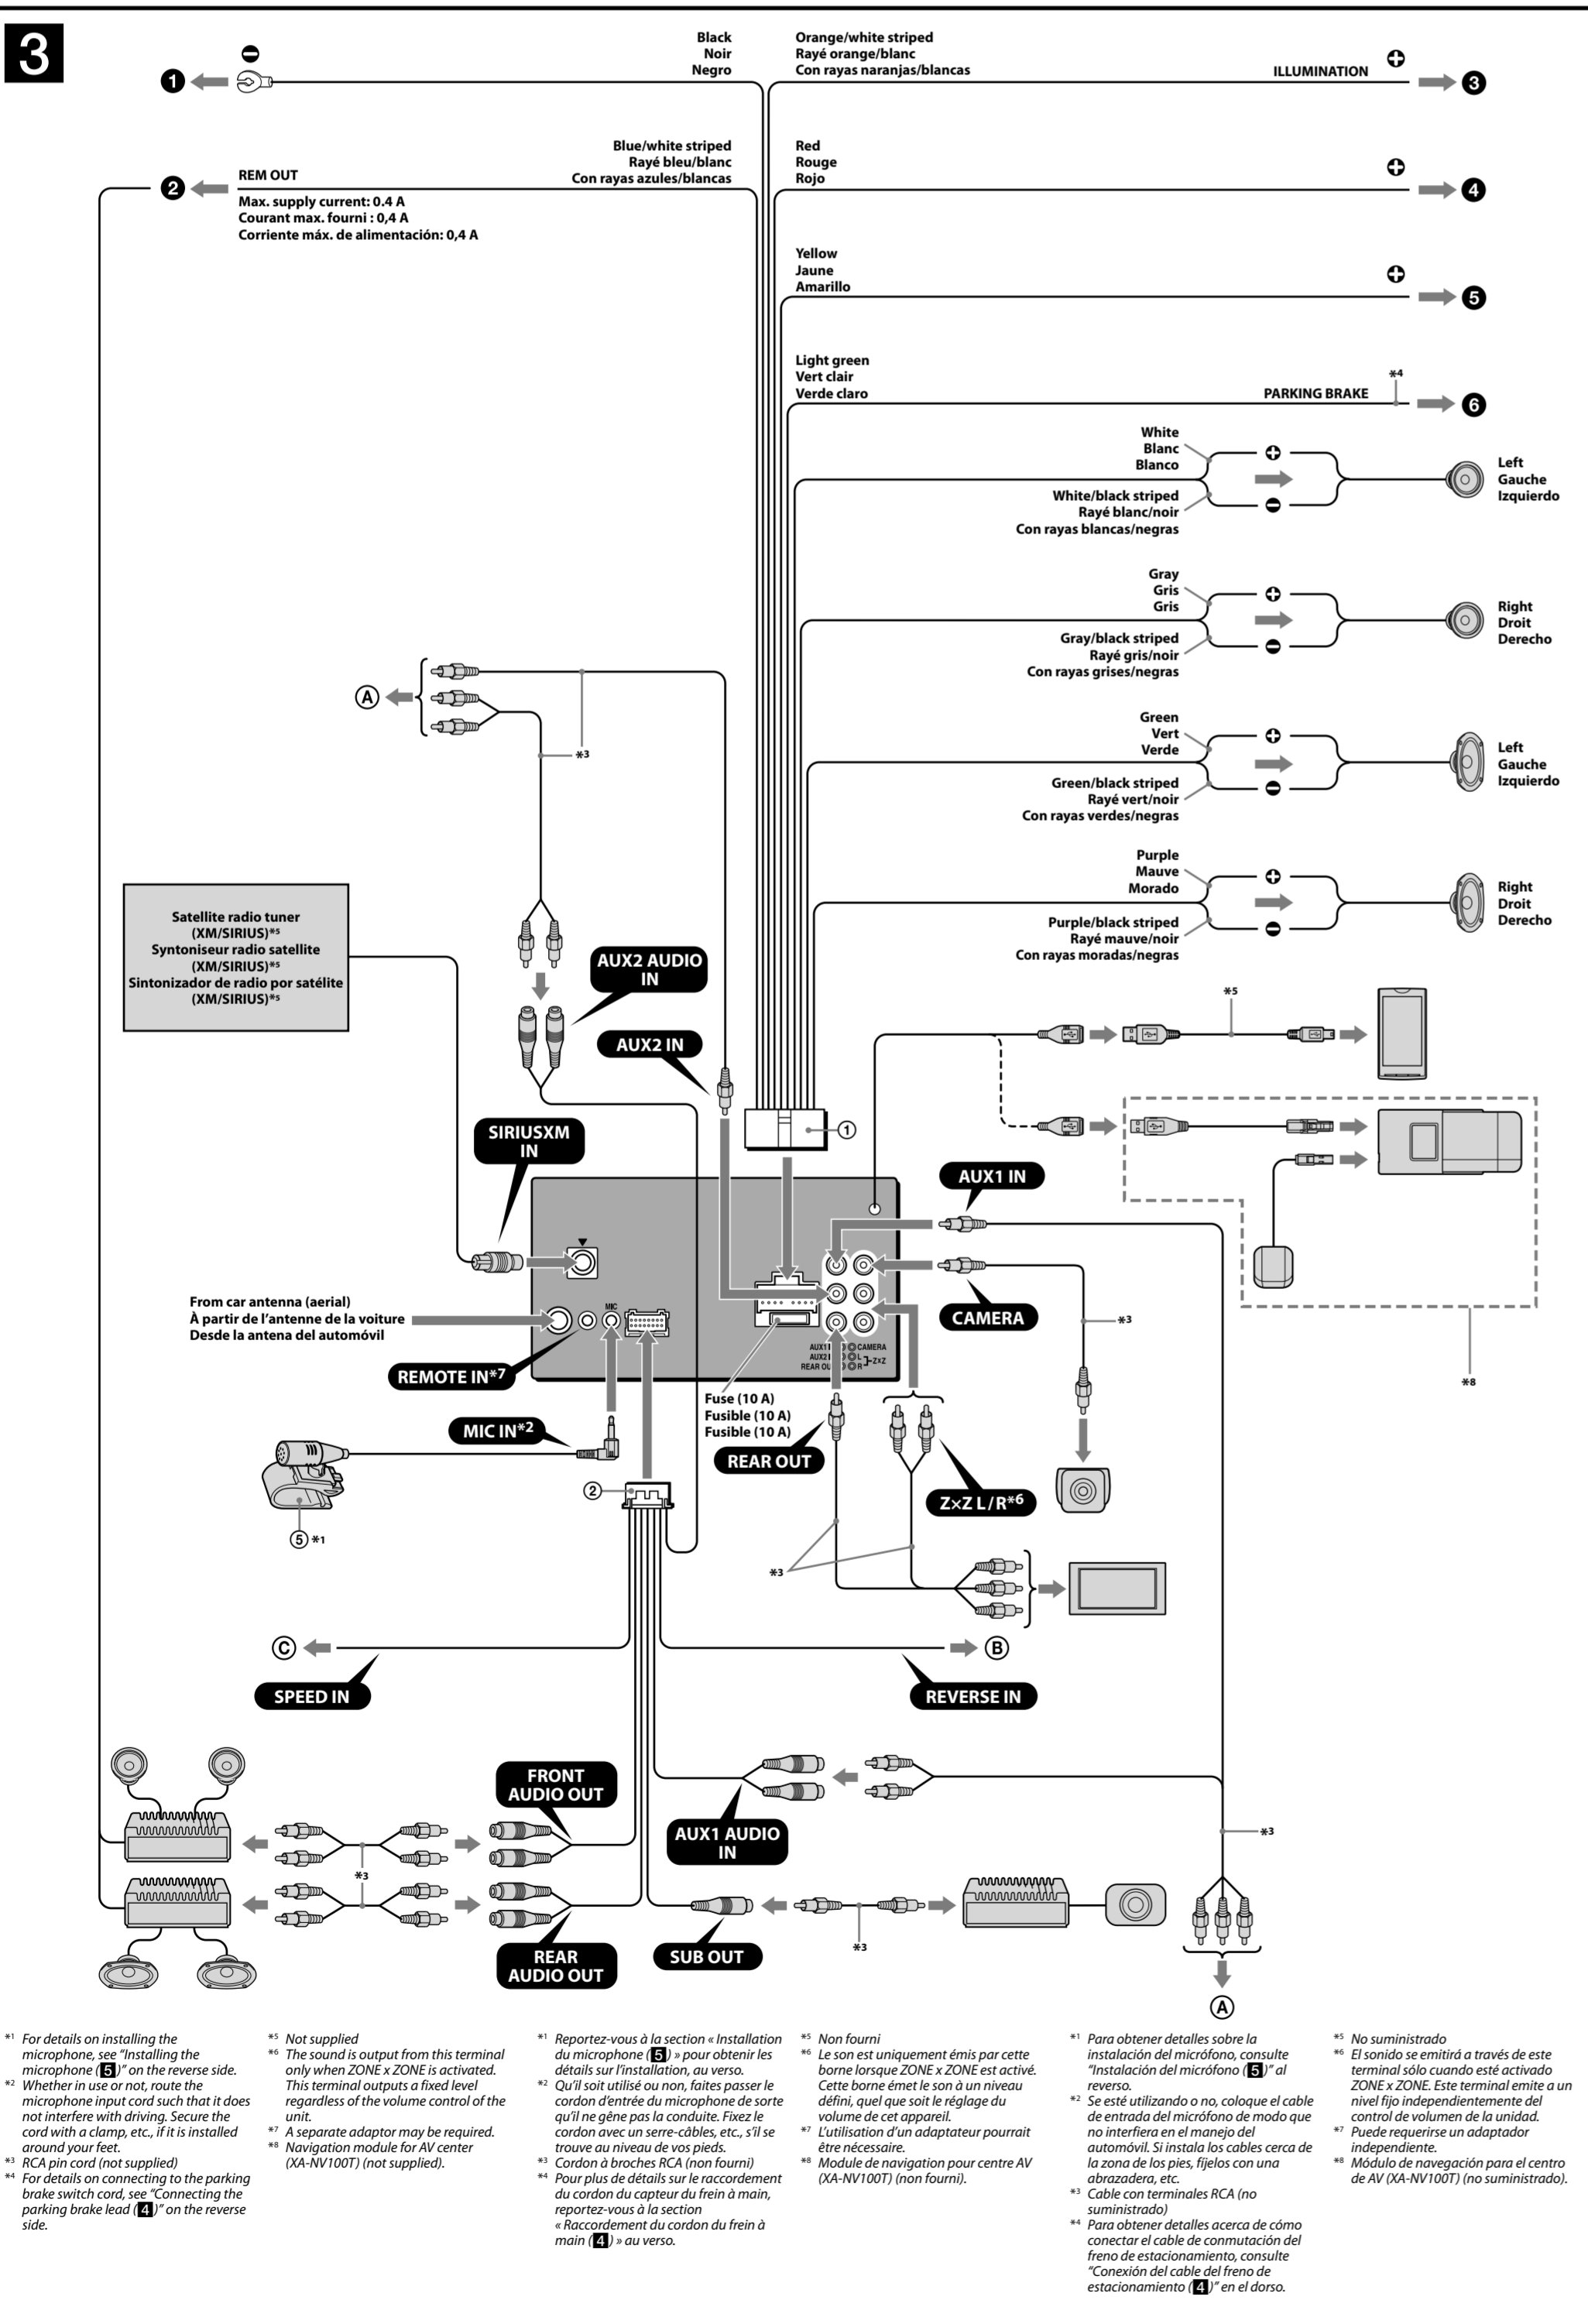 3
Black
Noir
Negro
1
Orange/white striped
Rayé orange/blanc
Con rayas naranjas/blancas
ILLUMINATION
3
Blue/white striped
Rayé bleu/blanc
Con rayas azules/blancas
2
REM OUT
Max. supply current: 0.4 A
Courant max. fourni : 0,4 A
Corriente máx. de alimentación: 0,4 A
Red
Rouge
Rojo
4
Yellow
Jaune
Amarillo
5
Light green
Vert clair
Verde claro
PARKING BRAKE
*4
6
White
Blanc
Blanco
White/black striped
Rayé blanc/noir
Con rayas blancas/negras
Left
Gauche
Izquierdo
Gray
Gris
Gris
Gray/black striped
Rayé gris/noir
Con rayas grises/negras
Right
Droit
Derecho
A
*3
Green
Vert
Verde
Green/black striped
Rayé vert/noir
Con rayas verdes/negras
Left
Gauche
Izquierdo
Purple
Mauve
Morado
Purple/black striped
Rayé mauve/noir
Con rayas moradas/negras
Right
Droit
Derecho
Satellite radio tuner
(XM/SIRIUS)*5
Syntoniseur radio satellite
(XM/SIRIUS)*5
Sintonizador de radio por satélite
(XM/SIRIUS)*5
AUX2 AUDIO
IN
AUX2 IN
*5
1
SIRIUSXM
IN
AUX1 IN
From car antenna (aerial)
À partir de l'antenne de la voiture
Desde la antena del automóvil
MIC
CAMERA
*3
AUX1 CAMERA
AUX2 L
REAR OU R
Z×Z
*8
REMOTE IN*7
Fuse (10 A)
Fusible (10 A)
Fusible (10 A)
MIC IN*2
REAR OUT
2
Z×Z L/R*6
5 *1
*3
C
B
SPEED IN
REVERSE IN
FRONT
AUDIO OUT
AUX1 AUDIO
IN
*3
*3
REAR
AUDIO OUT
SUB OUT
*3
A
*1 For details on installing the
microphone, see "Installing the
microphone (5)" on the reverse side.
*2 Whether in use or not, route the
microphone input cord such that it does
not interfere with driving. Secure the
cord with a clamp, etc., if it is installed
around your feet.
*3 RCA pin cord (not supplied)
*4 For details on connecting to the parking
brake switch cord, see "Connecting the
parking brake lead (4)" on the reverse
side.
*5 Not supplied
*6 The sound is output from this terminal
only when ZONE x ZONE is activated.
This terminal outputs a fixed level
regardless of the volume control of the
unit.
*7 A separate adaptor may be required.
*8 Navigation module for AV center
(XA-NV100T) (not supplied).
*1 Reportez-vous à la section « Installation
du microphone (5) » pour obtenir les
détails sur l'installation, au verso.
*2 Qu'il soit utilisé ou non, faites passer le
cordon d'entrée du microphone de sorte
qu'il ne gêne pas la conduite. Fixez le
cordon avec un serre-câbles, etc., s'il se
trouve au niveau de vos pieds.
*3 Cordon à broches RCA (non fourni)
*4 Pour plus de détails sur le raccordement
du cordon du capteur du frein à main,
reportez-vous à la section
« Raccordement du cordon du frein à
main (4) » au verso.
*5 Non fourni
*6 Le son est uniquement émis par cette
borne lorsque ZONE x ZONE est activé.
Cette borne émet le son à un niveau
défini, quel que soit le réglage du
volume de cet appareil.
*7 L'utilisation d'un adaptateur pourrait
être nécessaire.
*8 Module de navigation pour centre AV
(XA-NV100T) (non fourni).
*1 Para obtener detalles sobre la
instalación del micrófono, consulte
"Instalación del micrófono (5)" al
reverso.
*2 Se esté utilizando o no, coloque el cable
de entrada del micrófono de modo que
no interfiera en el manejo del
automóvil. Si instala los cables cerca de
la zona de los pies, fíjelos con una
abrazadera, etc.
*3 Cable con terminales RCA (no
suministrado)
*4 Para obtener detalles acerca de cómo
conectar el cable de conmutación del
freno de estacionamiento, consulte
"Conexión del cable del freno de
estacionamiento (4)" en el dorso.
*5 No suministrado
*6 El sonido se emitirá a través de este
terminal sólo cuando esté activado
ZONE x ZONE. Este terminal emite a un
nivel fijo independientemente del
control de volumen de la unidad.
*7 Puede requerirse un adaptador
independiente.
*8 Módulo de navegación para el centro
de AV (XA-NV100T) (no suministrado).